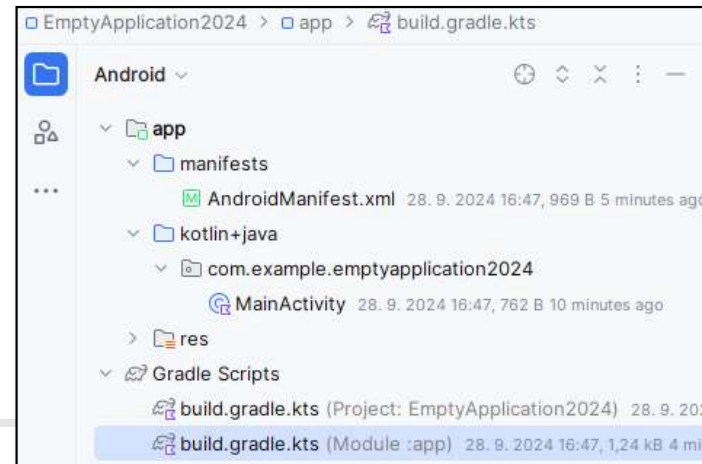 EmptyApplication2024 > app > build.gradle.kts
Android
app
manifests
AndroidManifest.xml 28. 9. 2024 16:47, 969 B 5 minutes ago
kotlin+java
com.example.emptyapplication2024
MainActivity 28. 9. 2024 16:47, 762 B 10 minutes ago
res
Gradle Scripts
build.gradle.kts (Project: EmptyApplication2024) 28. 9. 202
build.gradle.kts (Module :app) 28. 9. 2024 16:47, 1,24 kB 4 mi